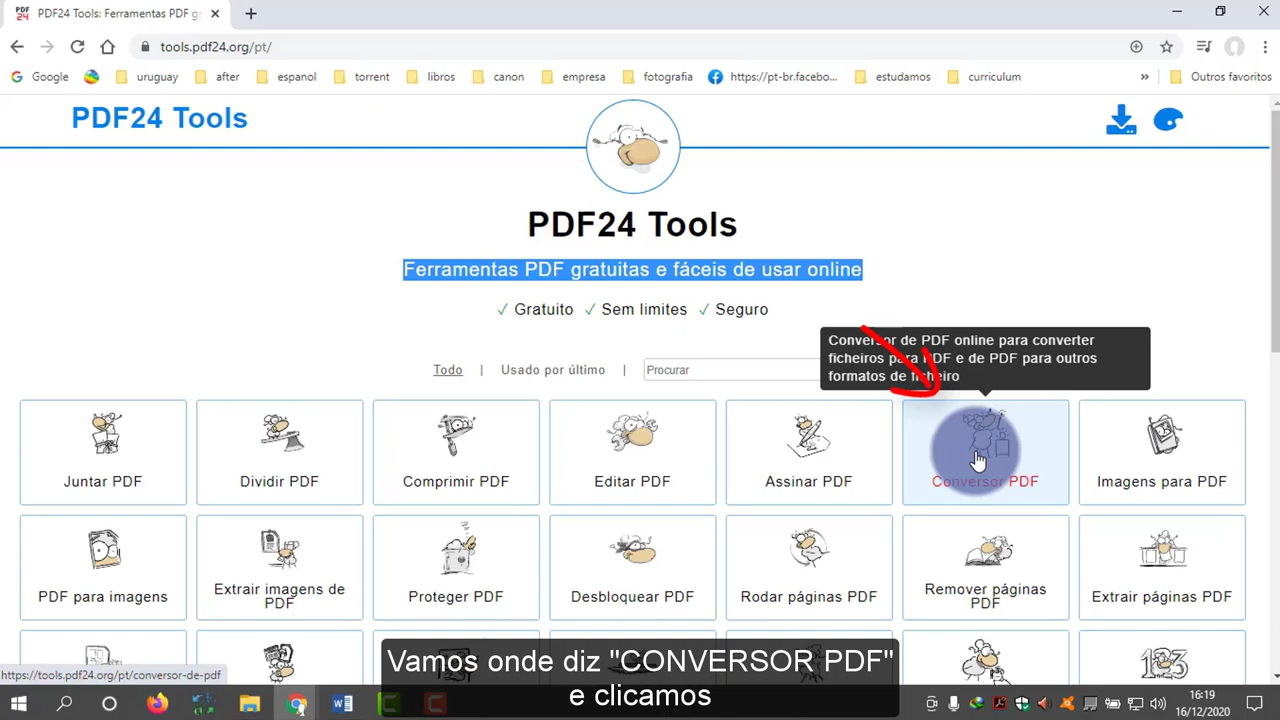 PDF24 Tools: Ferramentas PDF g
tools.pdf24.org/pt/
Google
uruguay
after
espanol
torrent
libros
canon
empresa
fotografia
https://pt-br.facebo...
estudamos
curriculum
»
Outros favoritos
PDF24 Tools
PDF24 Tools
Ferramentas PDF gratuitas e fáceis de usar online
✓ Gratuito ✓ Sem limites ✓ Seguro
Todo | Usado por último | Procurar
Conversor de PDF online para converter
ficheiros para PDF e de PDF para outros
formatos de ficheiro
Juntar PDF
Dividir PDF
Comprimir PDF
Editar PDF
Assinar PDF
Conversor PDF
Imagens para PDF
PDF para imagens
Extrair imagens de
PDF
Proteger PDF
Desbloquear PDF
Rodar páginas PDF
Remover páginas
PDF
Extrair páginas PDF
123
https://tools.pdf24.org/pt/conversor-de-pdf
Vamos onde diz "CONVERSOR PDF"
e clicamos
16:19
16/12/2020